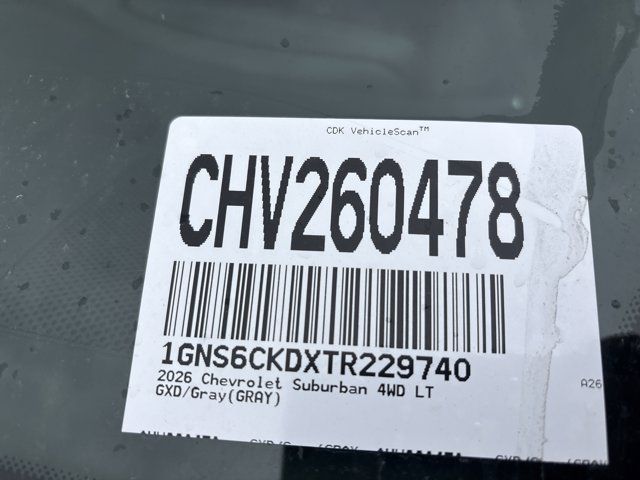 CDK VehicleScan™
CHV260478
1GNS6CKDXTR229740
2026 Chevrolet Suburban 4WD LT
GXD/Gray(GRAY)
A26